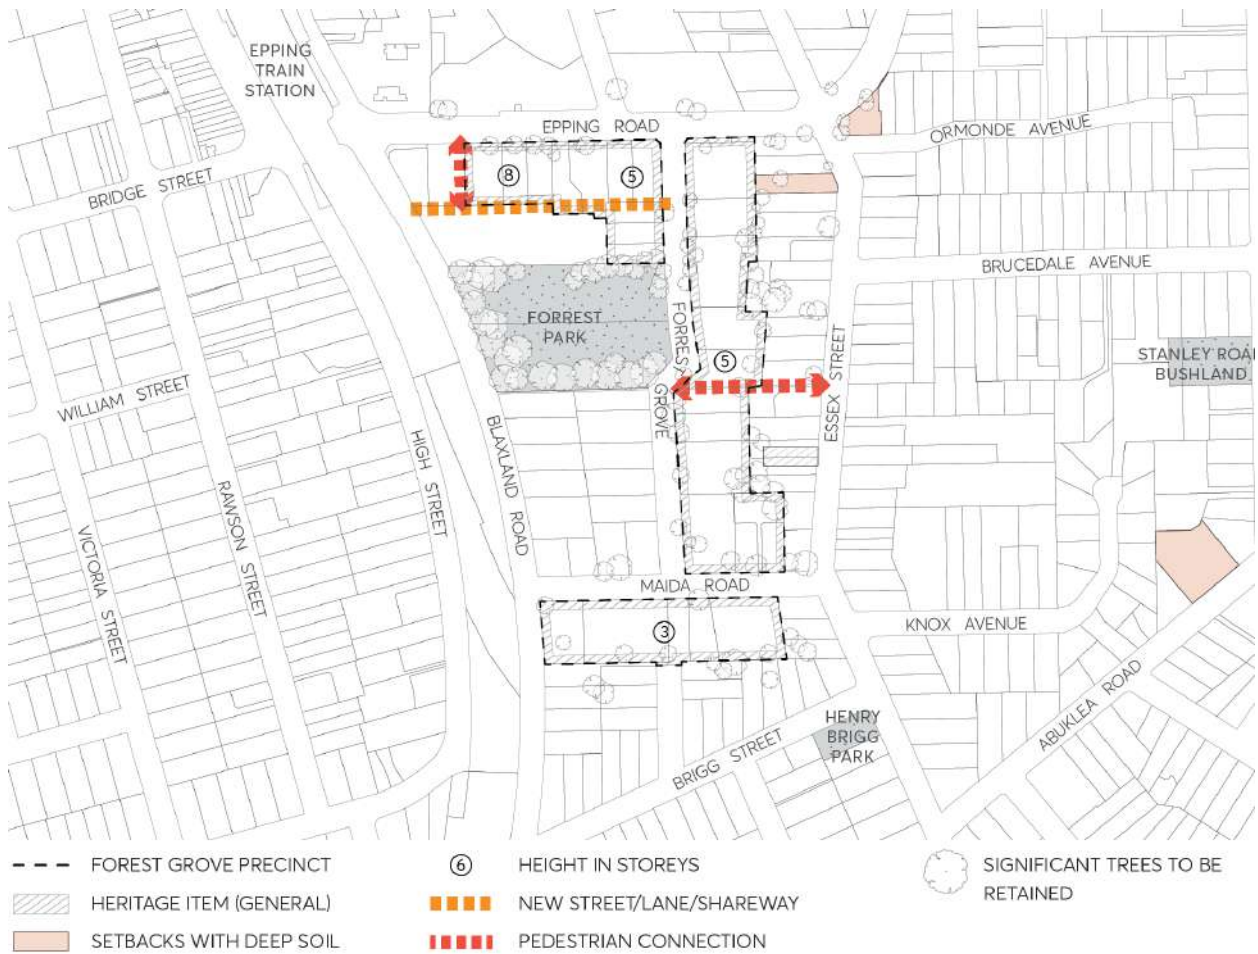 EPPING
TRAIN
STATION
EPPING ROAD
ORMONDE AVENUE
BRIDGE STREET
8
5
BRUCEDALE AVENUE
FORREST
PARK
FORREST
GROVE
5
ESSEX STREET
STANLEY ROAD
BUSHLAND
WILLIAM STREET
HIGH STREET
BLAXLAND ROAD
RAWSON STREET
VICTORIA STREET
MAIDA ROAD
3
KNOX AVENUE
ABUKLEA ROAD
HENRY
BRIGG
PARK
BRIGG STREET
FOREST GROVE PRECINCT
HERITAGE ITEM (GENERAL)
SETBACKS WITH DEEP SOIL
6 HEIGHT IN STOREYS
NEW STREET/LANE/SHAREWAY
PEDESTRIAN CONNECTION
SIGNIFICANT TREES TO BE
RETAINED